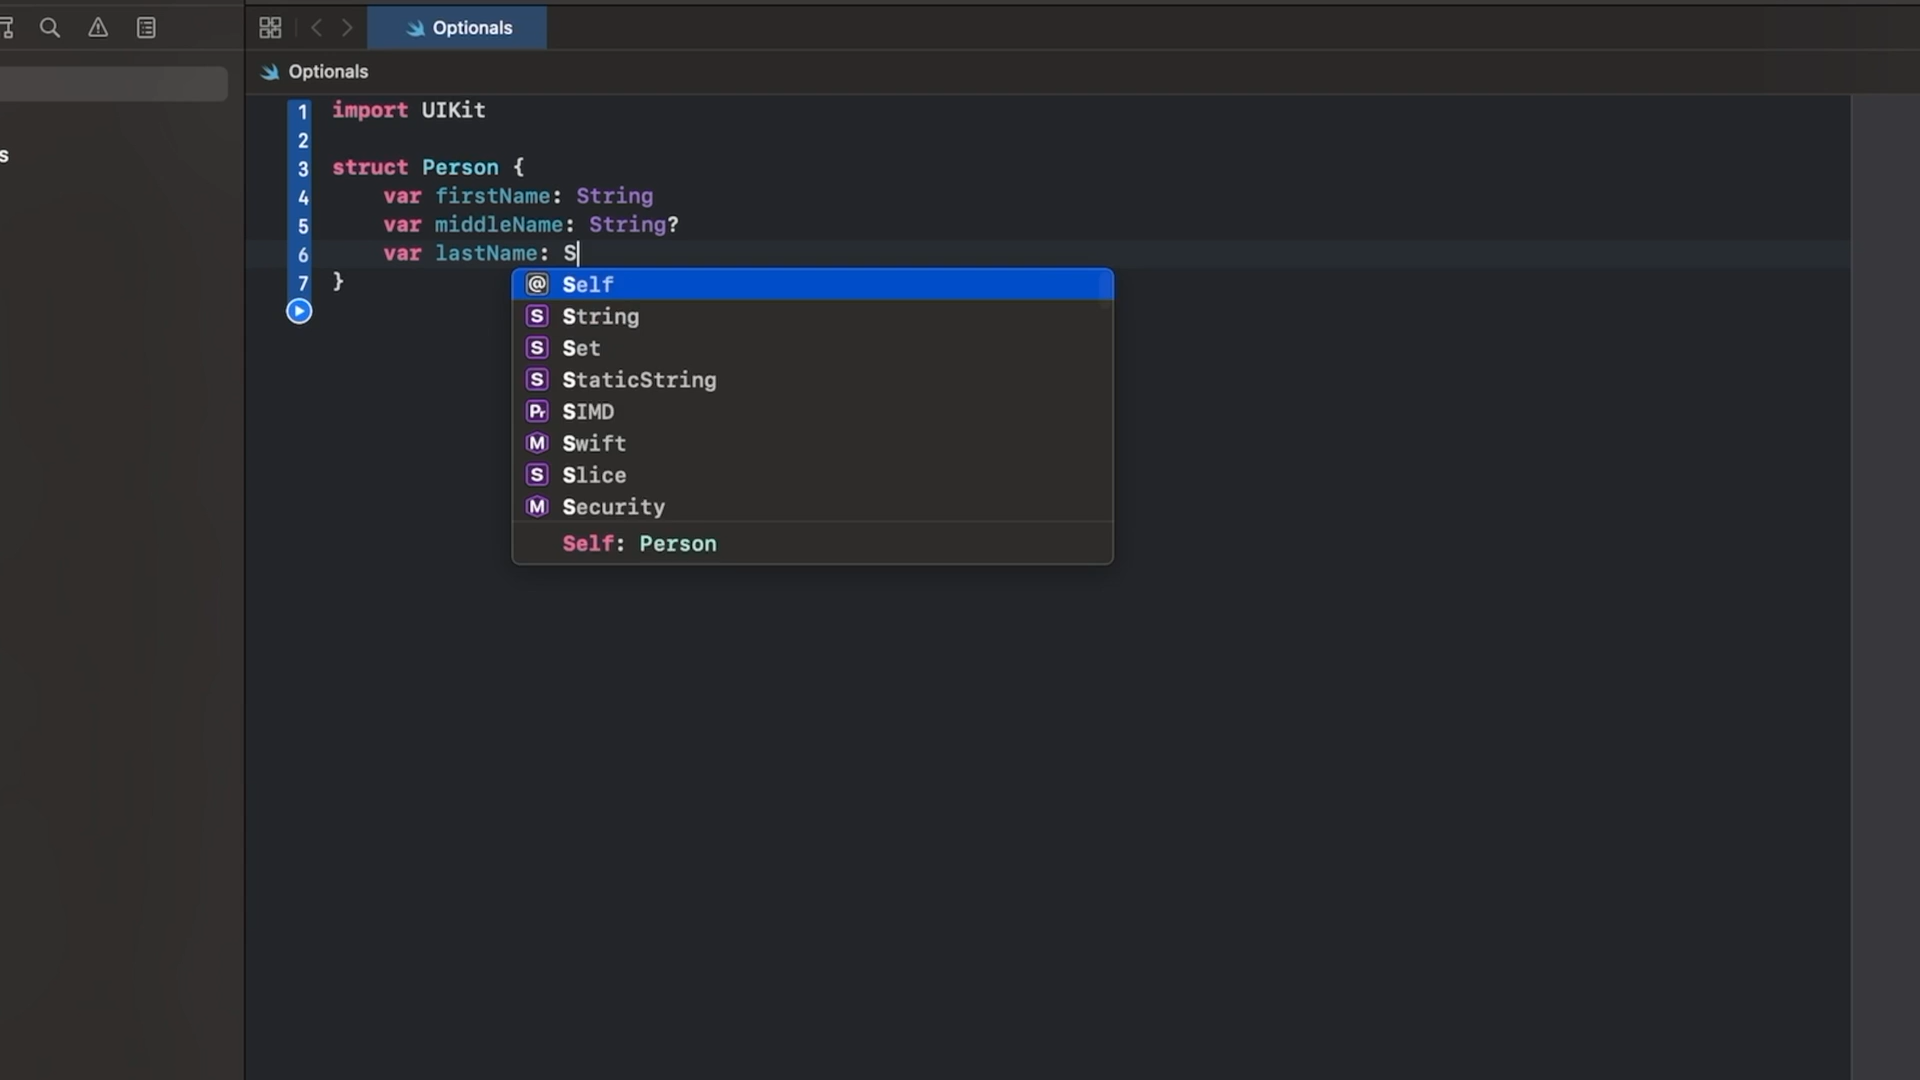 Optionals
Optionals
s
1 import UIKit
2
3 struct Person {
4 var firstName: String
5 var middleName: String?
6 var lastName: S
7 }
@ Self
S String
S Set
S StaticString
Pr SIMD
M Swift
S Slice
M Security
Self: Person